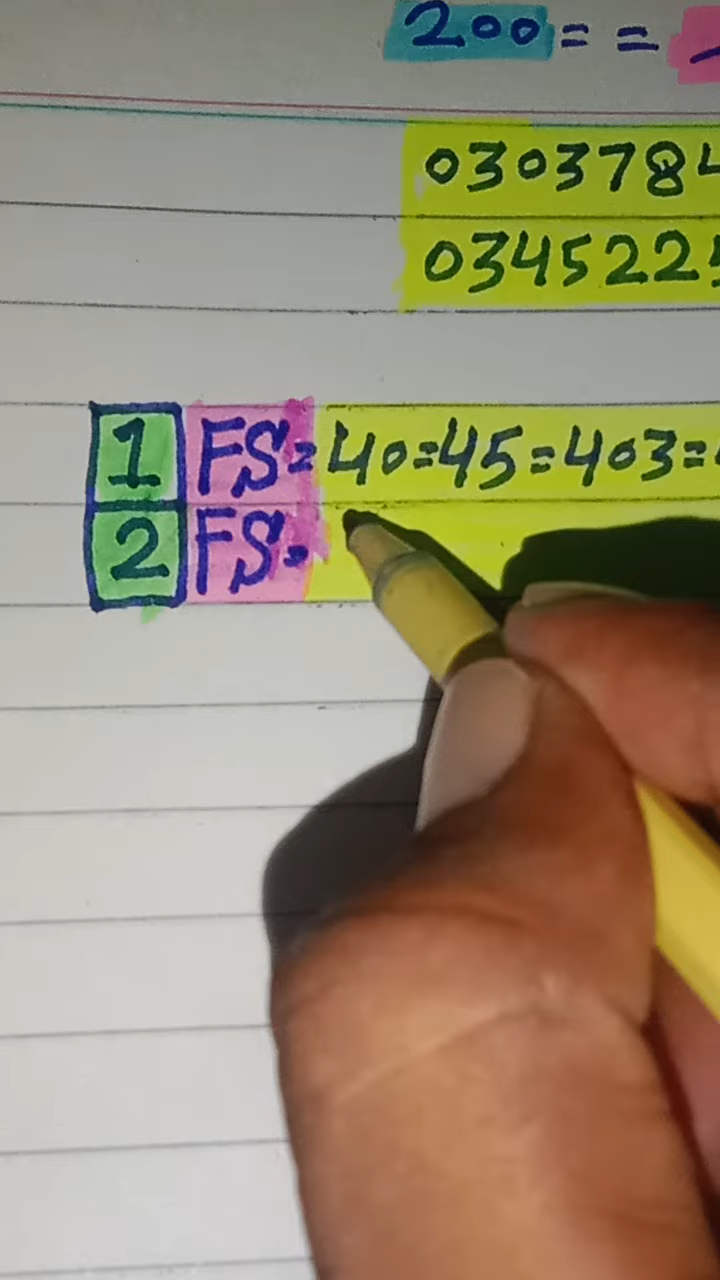 200 = =
0303784
0345225
1 FS=40=45=403=
2 FS-